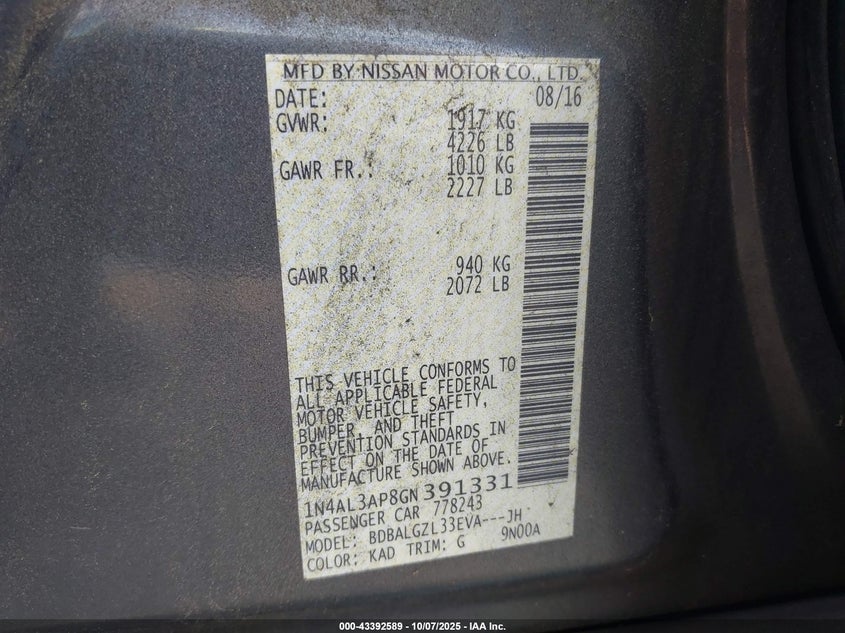 MFD BY NISSAN MOTOR CO., LTD.
DATE: 08/16
GVWR: 1917 KG
4226 LB
GAWR FR.: 1010 KG
2227 LB
GAWR RR.: 940 KG
2072 LB
THIS VEHICLE CONFORMS TO
ALL APPLICABLE FEDERAL
MOTOR VEHICLE SAFETY,
BUMPER, AND THEFT
PREVENTION STANDARDS IN
EFFECT ON THE DATE OF
MANUFACTURE SHOWN ABOVE.
1N4AL3AP8GN391331
PASSENGER CAR 778243
MODEL: BDBALGZL33EVA---JH
COLOR: KAD TRIM: G 9N00A
000-43392589 - 10/07/2025 - IAA Inc.